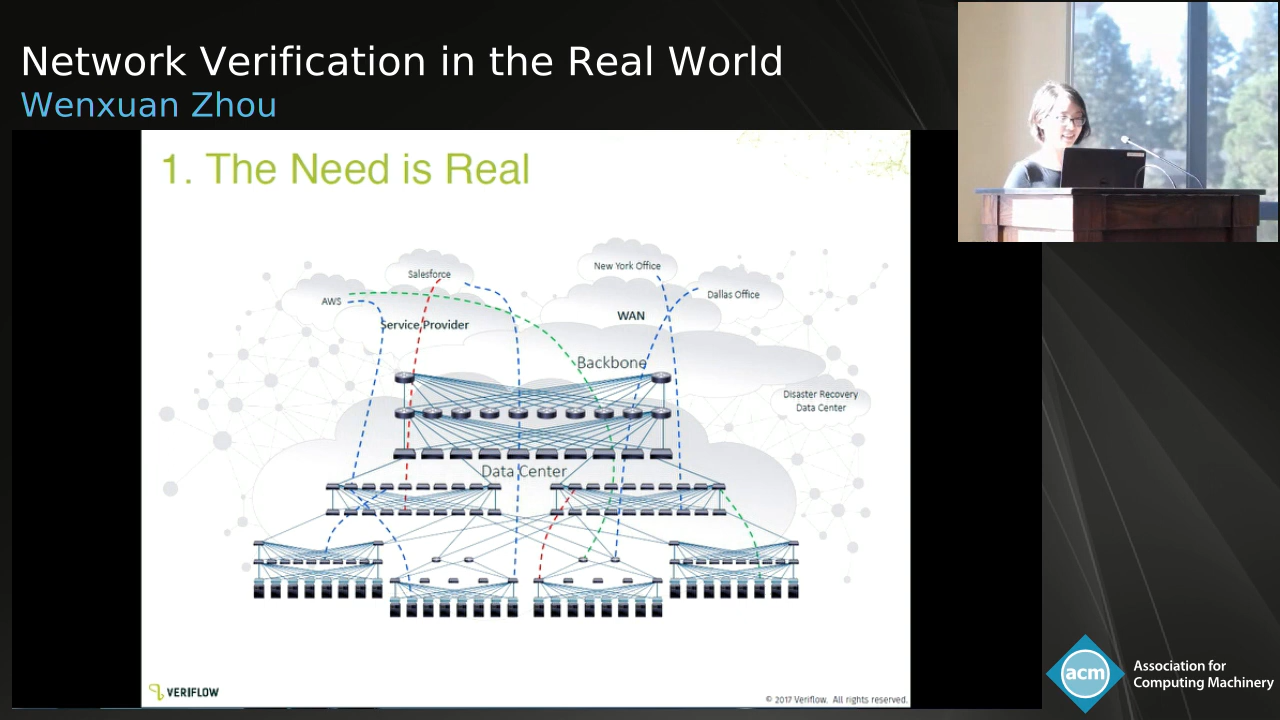 Network Verification in the Real World
Wenxuan Zhou
1. The Need is Real
Salesforce
New York Office
AWS
Dallas Office
Service Provider
WAN
Backbone
Disaster Recovery
Data Center
Data Center
VERIFLOW
© 2017 Veriflow. All rights reserved.
acm
Association for
Computing Machinery